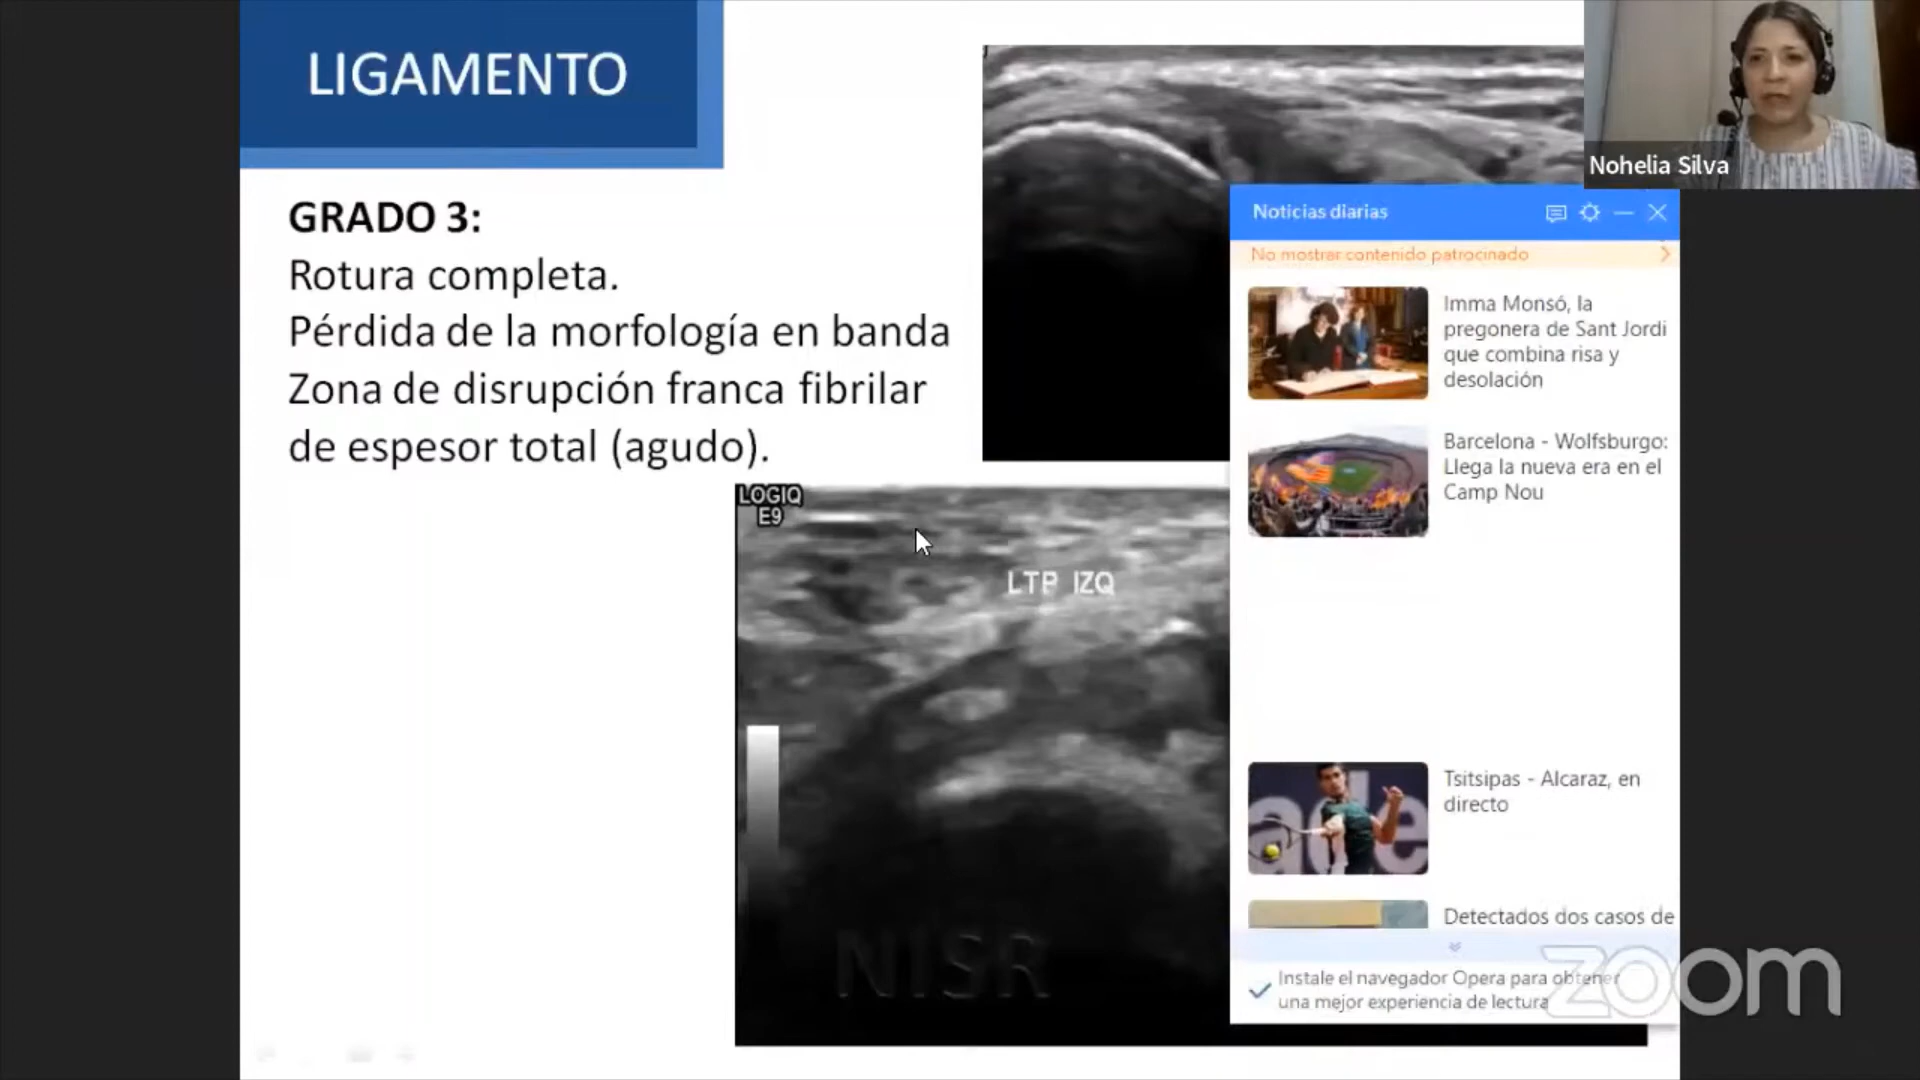 LIGAMENTO
GRADO 3:
Rotura completa.
Pérdida de la morfología en banda
Zona de disrupción franca fibrilar
de espesor total (agudo).
LOGIQ
E9
LTP IZQ
NISR
Nohelia Silva
Noticias diarias
No mostrar contenido patrocinado
Imma Monsó, la
pregonera de Sant Jordi
que combina risa y
desolación
Barcelona - Wolfsburgo:
Llega la nueva era en el
Camp Nou
Tsitsipas - Alcaraz, en
directo
Detectados dos casos de
Instale el navegador Opera para obtener
una mejor experiencia de lectura
zoom